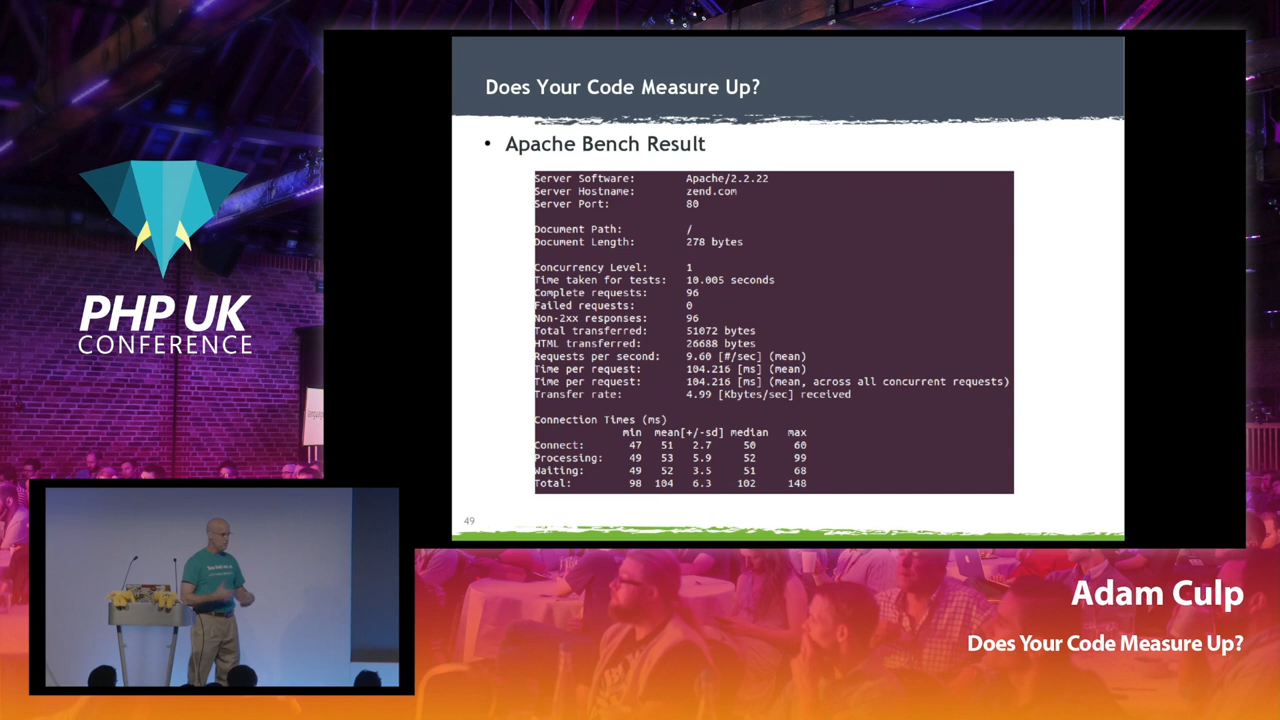 Does Your Code Measure Up?
• Apache Bench Result
Server Software: Apache/2.2.22
Server Hostname: zend.com
Server Port: 80
Document Path: /
Document Length: 278 bytes
Concurrency Level: 1
Time taken for tests: 10.005 seconds
Complete requests: 96
Failed requests: 0
Non-2xx responses: 96
Total transferred: 51072 bytes
HTML transferred: 26688 bytes
Requests per second: 9.60 [#/sec] (mean)
Time per request: 104.216 [ms] (mean)
Time per request: 104.216 [ms] (mean, across all concurrent requests)
Transfer rate: 4.99 [Kbytes/sec] received
Connection Times (ms)
min mean[+/-sd] median max
Connect: 47 51 2.7 50 60
Processing: 49 53 5.9 52 99
Waiting: 49 52 3.5 51 68
Total: 98 104 6.3 102 148
49
PHP UK
CONFERENCE
Adam Culp
Does Your Code Measure Up?